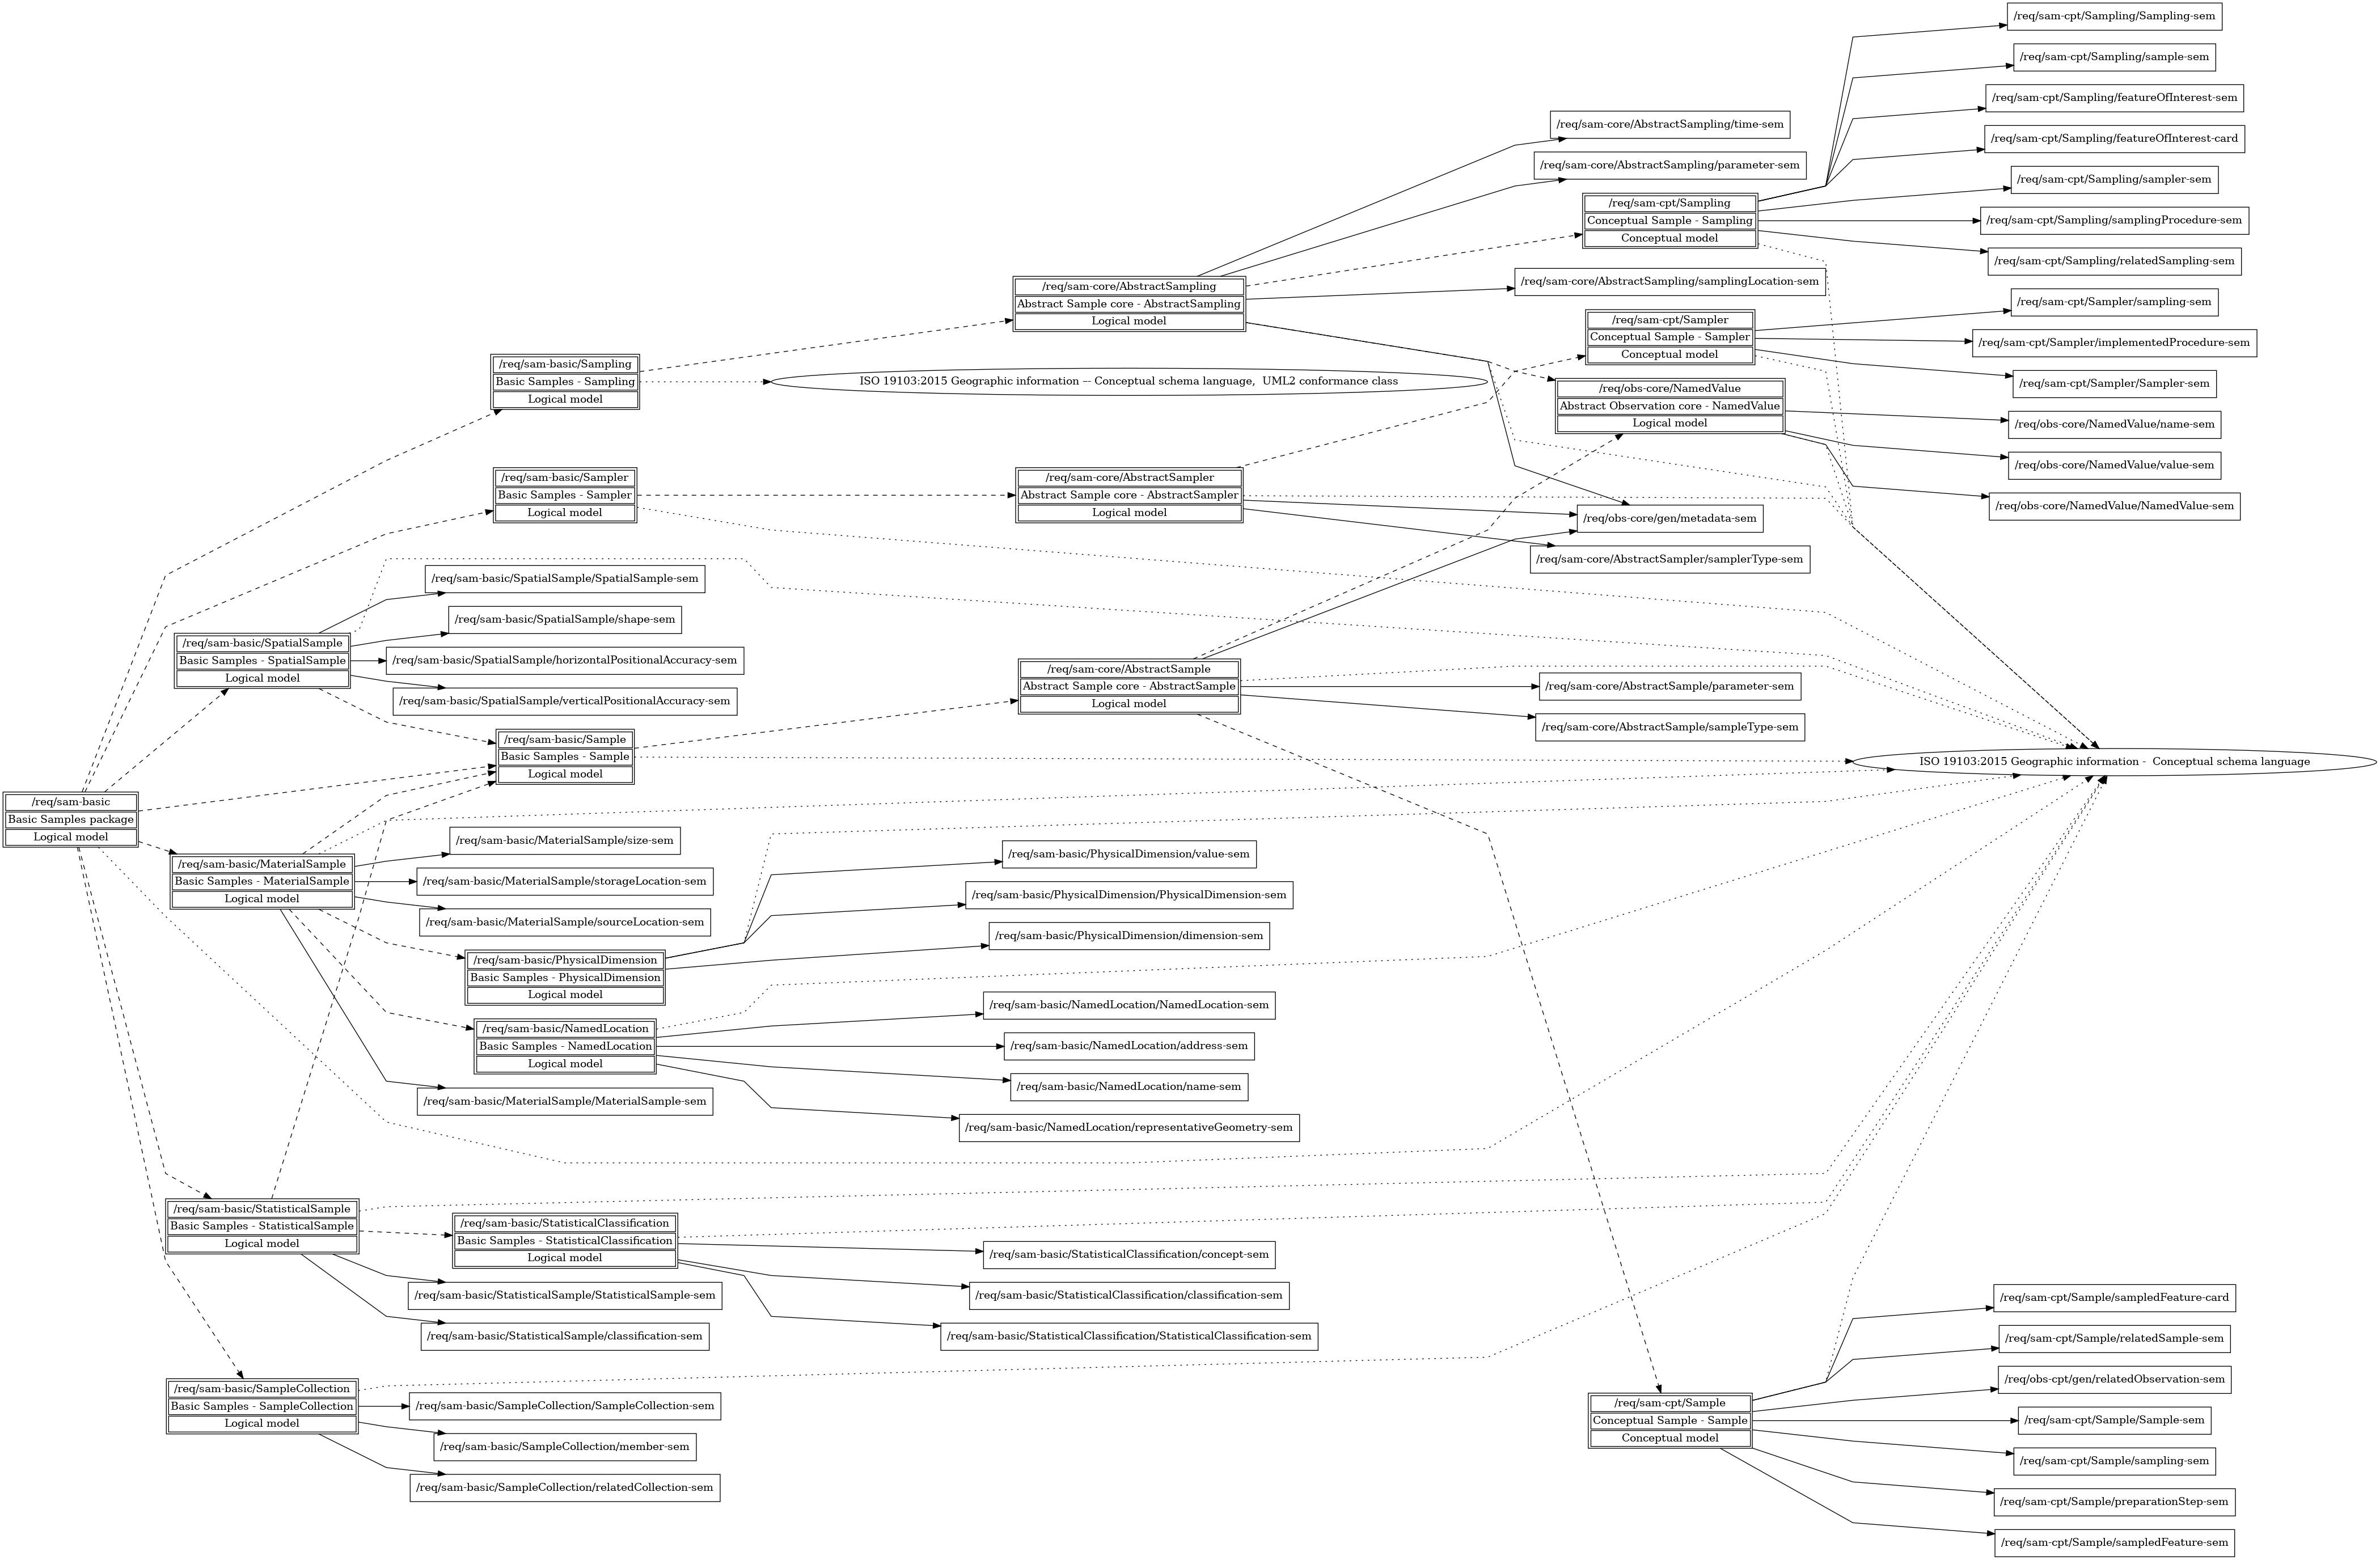 /req/sam-basic
Basic Samples package
Logical model
/req/sam-basic/SpatialSample
Basic Samples - SpatialSample
Logical model
/req/sam-basic/MaterialSample
Basic Samples - MaterialSample
Logical model
/req/sam-basic/StatisticalSample
Basic Samples - StatisticalSample
Logical model
/req/sam-basic/SampleCollection
Basic Samples - SampleCollection
Logical model
/req/sam-basic/Sampling
Basic Samples - Sampling
Logical model
/req/sam-basic/Sampler
Basic Samples - Sampler
Logical model
/req/sam-basic/SpatialSample/SpatialSample-sem
/req/sam-basic/SpatialSample/shape-sem
/req/sam-basic/SpatialSample/horizontalPositionalAccuracy-sem
/req/sam-basic/SpatialSample/verticalPositionalAccuracy-sem
/req/sam-basic/Sample
Basic Samples - Sample
Logical model
/req/sam-basic/MaterialSample/size-sem
/req/sam-basic/MaterialSample/storageLocation-sem
/req/sam-basic/MaterialSample/sourceLocation-sem
/req/sam-basic/PhysicalDimension
Basic Samples - PhysicalDimension
Logical model
/req/sam-basic/NamedLocation
Basic Samples - NamedLocation
Logical model
/req/sam-basic/MaterialSample/MaterialSample-sem
/req/sam-basic/StatisticalClassification
Basic Samples - StatisticalClassification
Logical model
/req/sam-basic/StatisticalSample/StatisticalSample-sem
/req/sam-basic/StatisticalSample/classification-sem
/req/sam-basic/SampleCollection/SampleCollection-sem
/req/sam-basic/SampleCollection/member-sem
/req/sam-basic/SampleCollection/relatedCollection-sem
/req/sam-core/AbstractSampling
Abstract Sample core - AbstractSampling
Logical model
ISO 19103:2015 Geographic information –- Conceptual schema language,  UML2 conformance class
/req/sam-core/AbstractSampler
Abstract Sample core - AbstractSampler
Logical model
/req/sam-core/AbstractSample
Abstract Sample core - AbstractSample
Logical model
/req/sam-basic/PhysicalDimension/value-sem
/req/sam-basic/PhysicalDimension/PhysicalDimension-sem
/req/sam-basic/PhysicalDimension/dimension-sem
/req/sam-basic/NamedLocation/NamedLocation-sem
/req/sam-basic/NamedLocation/address-sem
/req/sam-basic/NamedLocation/name-sem
/req/sam-basic/NamedLocation/representativeGeometry-sem
/req/sam-basic/StatisticalClassification/concept-sem
/req/sam-basic/StatisticalClassification/classification-sem
/req/sam-basic/StatisticalClassification/StatisticalClassification-sem
/req/sam-core/AbstractSampling/time-sem
/req/sam-core/AbstractSampling/parameter-sem
/req/sam-cpt/Sampling
Conceptual Sample - Sampling
Conceptual model
/req/sam-core/AbstractSampling/samplingLocation-sem
/req/sam-cpt/Sampler
Conceptual Sample - Sampler
Conceptual model
/req/obs-core/NamedValue
Abstract Observation core - NamedValue
Logical model
/req/obs-core/gen/metadata-sem
/req/sam-core/AbstractSampler/samplerType-sem
/req/sam-core/AbstractSample/parameter-sem
/req/sam-core/AbstractSample/sampleType-sem
/req/sam-cpt/Sample
Conceptual Sample - Sample
Conceptual model
/req/sam-cpt/Sampling/Sampling-sem
/req/sam-cpt/Sampling/sample-sem
/req/sam-cpt/Sampling/featureOfInterest-sem
/req/sam-cpt/Sampling/featureOfInterest-card
/req/sam-cpt/Sampling/sampler-sem
/req/sam-cpt/Sampling/samplingProcedure-sem
/req/sam-cpt/Sampling/relatedSampling-sem
/req/sam-cpt/Sampler/sampling-sem
/req/sam-cpt/Sampler/implementedProcedure-sem
/req/sam-cpt/Sampler/Sampler-sem
/req/obs-core/NamedValue/name-sem
/req/obs-core/NamedValue/value-sem
/req/obs-core/NamedValue/NamedValue-sem
ISO 19103:2015 Geographic information -  Conceptual schema language
/req/sam-cpt/Sample/sampledFeature-card
/req/sam-cpt/Sample/relatedSample-sem
/req/obs-cpt/gen/relatedObservation-sem
/req/sam-cpt/Sample/Sample-sem
/req/sam-cpt/Sample/sampling-sem
/req/sam-cpt/Sample/preparationStep-sem
/req/sam-cpt/Sample/sampledFeature-sem